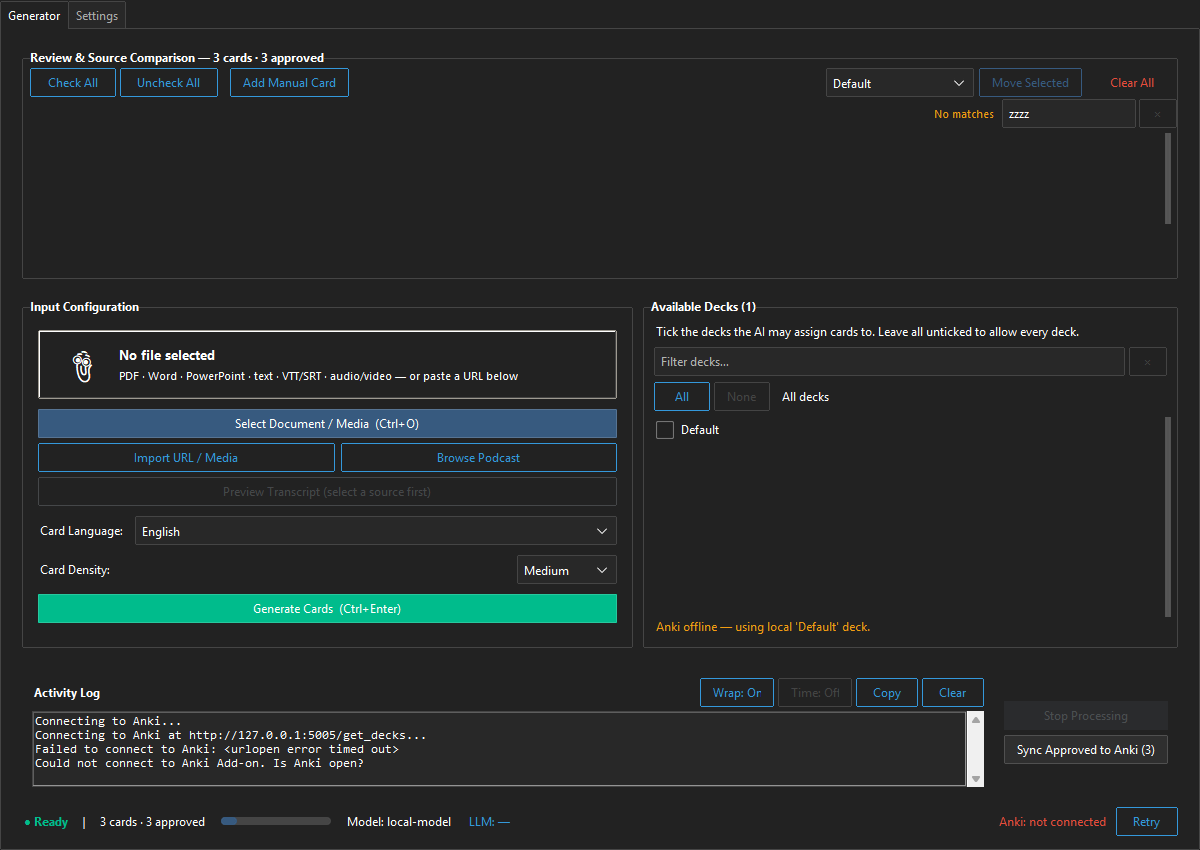 Generator Settings
Review & Source Comparison — 3 cards · 3 approved
Check All Uncheck All Add Manual Card Default Move Selected Clear All
No matches zzzz ×
Input Configuration
No file selected
PDF · Word · PowerPoint · text · VTT/SRT · audio/video — or paste a URL below
Select Document / Media (Ctrl+O)
Import URL / Media Browse Podcast
Preview Transcript (select a source first)
Card Language: English
Card Density: Medium
Generate Cards (Ctrl+Enter)
Available Decks (1)
Tick the decks the AI may assign cards to. Leave all unticked to allow every deck.
Filter decks... ×
All None All decks
Default
Anki offline — using local 'Default' deck.
Activity Log Wrap: On Time: Off Copy Clear
Connecting to Anki...
Connecting to Anki at http://127.0.0.1:5005/get_decks...
Failed to connect to Anki: <urlopen error timed out>
Could not connect to Anki Add-on. Is Anki open?
Stop Processing
Sync Approved to Anki (3)
● Ready | 3 cards · 3 approved Model: local-model LLM: — Anki: not connected Retry